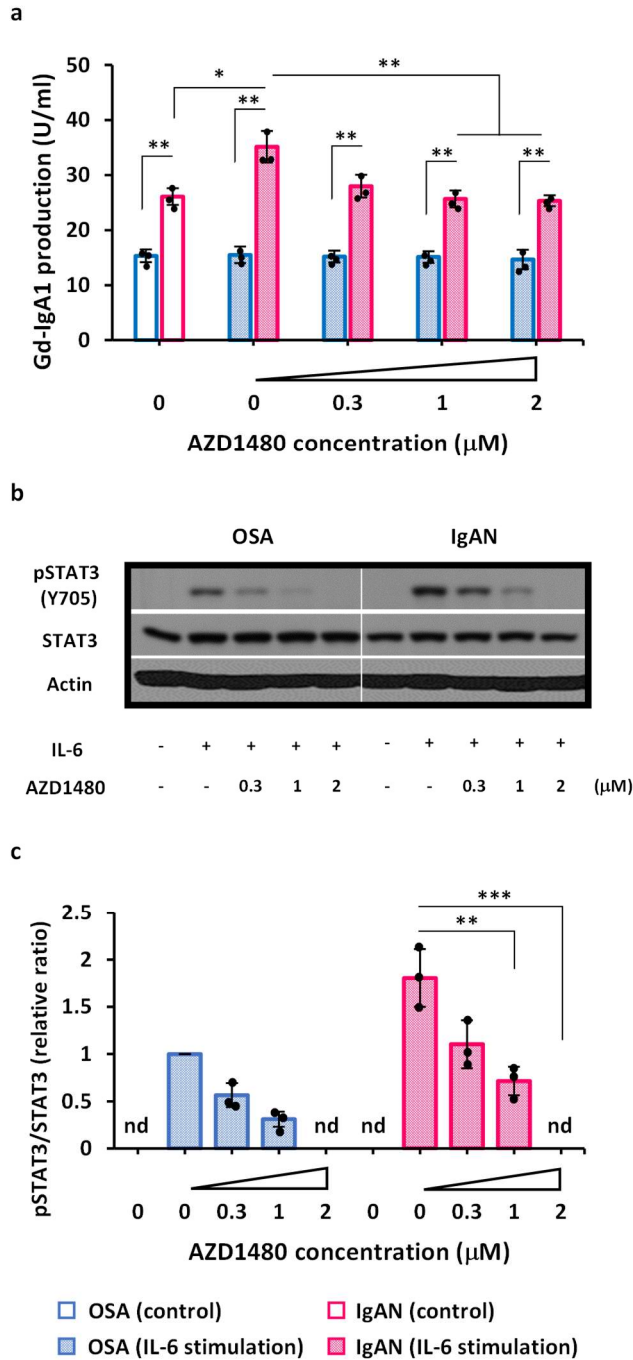 a
Gd-IgA1 production (U/ml)
50
40
30
20
10
0
*
**
**
**
**
**
**
0 0 0.3 1 2
AZD1480 concentration (μM)
b
OSA IgAN
pSTAT3
(Y705)
STAT3
Actin
IL-6 - + + + + - + + + +
AZD1480 - - 0.3 1 2 - - 0.3 1 2 (μM)
c
pSTAT3/STAT3 (relative ratio)
2.5
2
1.5
1
0.5
0
***
**
nd nd nd nd
0 0 0.3 1 2 0 0 0.3 1 2
AZD1480 concentration (μM)
OSA (control) IgAN (control)
OSA (IL-6 stimulation) IgAN (IL-6 stimulation)